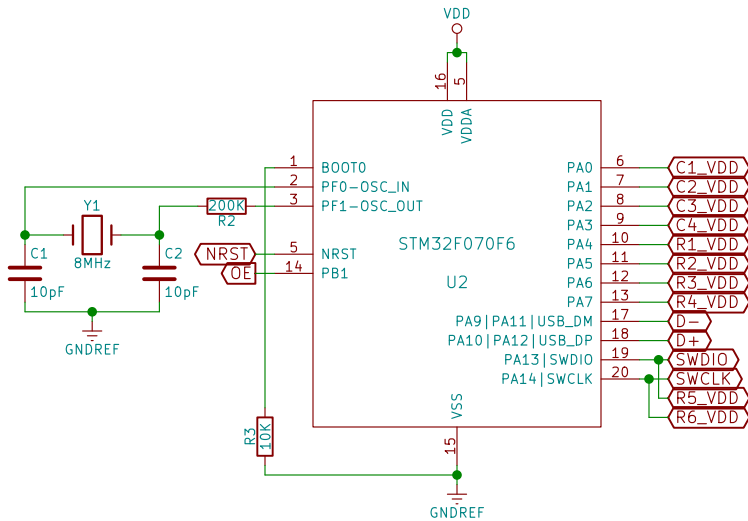 VDD
16
5
VDD
VDDA
1
BOOT0
PA0
6
C1_VDD
2
PF0-OSC_IN
PA1
7
C2_VDD
Y1
200K
3
PF1-OSC_OUT
PA2
8
C3_VDD
R2
PA3
9
C4_VDD
STM32F070F6
PA4
10
R1_VDD
C1
8MHz
C2
NRST
5
NRST
PA5
11
R2_VDD
OE
14
PB1
U2
PA6
12
R3_VDD
10pF
10pF
PA7
13
R4_VDD
PA9|PA11|USB_DM
17
D-
PA10|PA12|USB_DP
18
D+
GNDREF
PA13|SWDIO
19
SWDIO
PA14|SWCLK
20
SWCLK
R5_VDD
VSS
R6_VDD
R3
10K
15
GNDREF